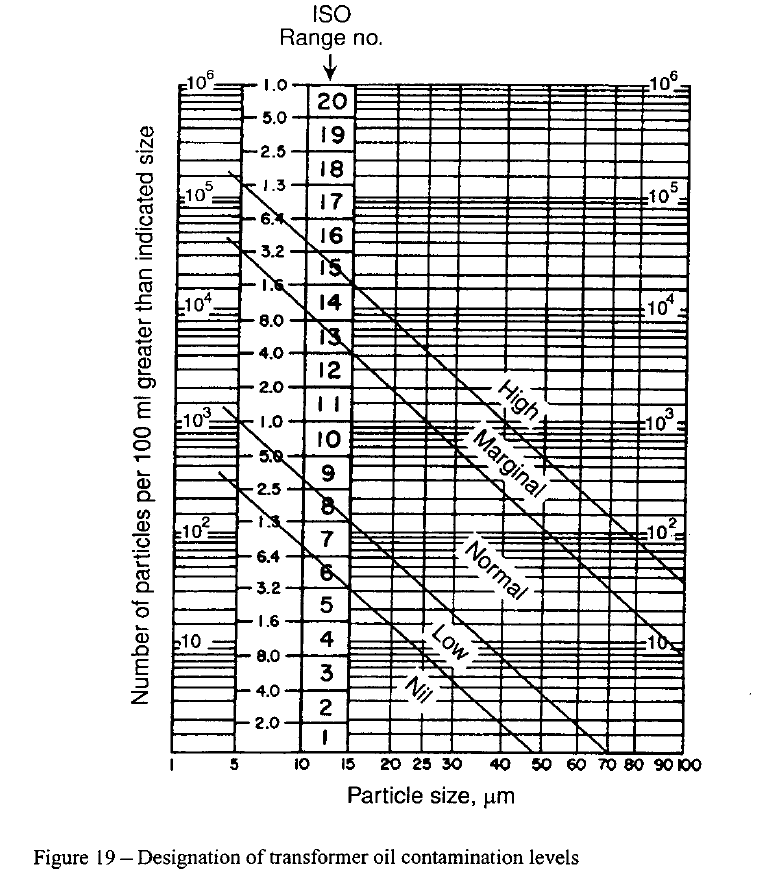 ISO
Range no.
10⁶ 1.0 10⁶
20
5.0
19
2.5
18
1.3
10⁵ 17 10⁵
6.4
16
3.2
15
1.6
10⁴ 14 10⁴
8.0
13
4.0
12
2.0
11
10³ 1.0 10³
10
5.0
9
2.5
8
1.3
10² 7 10²
6.4
6
3.2
5
1.6
10 4 10
8.0
3
4.0
2
2.0
1
High
Marginal
Normal
Low
Nil
Number of particles per 100 ml greater than indicated size
1 5 10 15 20 25 30 40 50 60 70 80 90 100
Particle size, μm
Figure 19 – Designation of transformer oil contamination levels